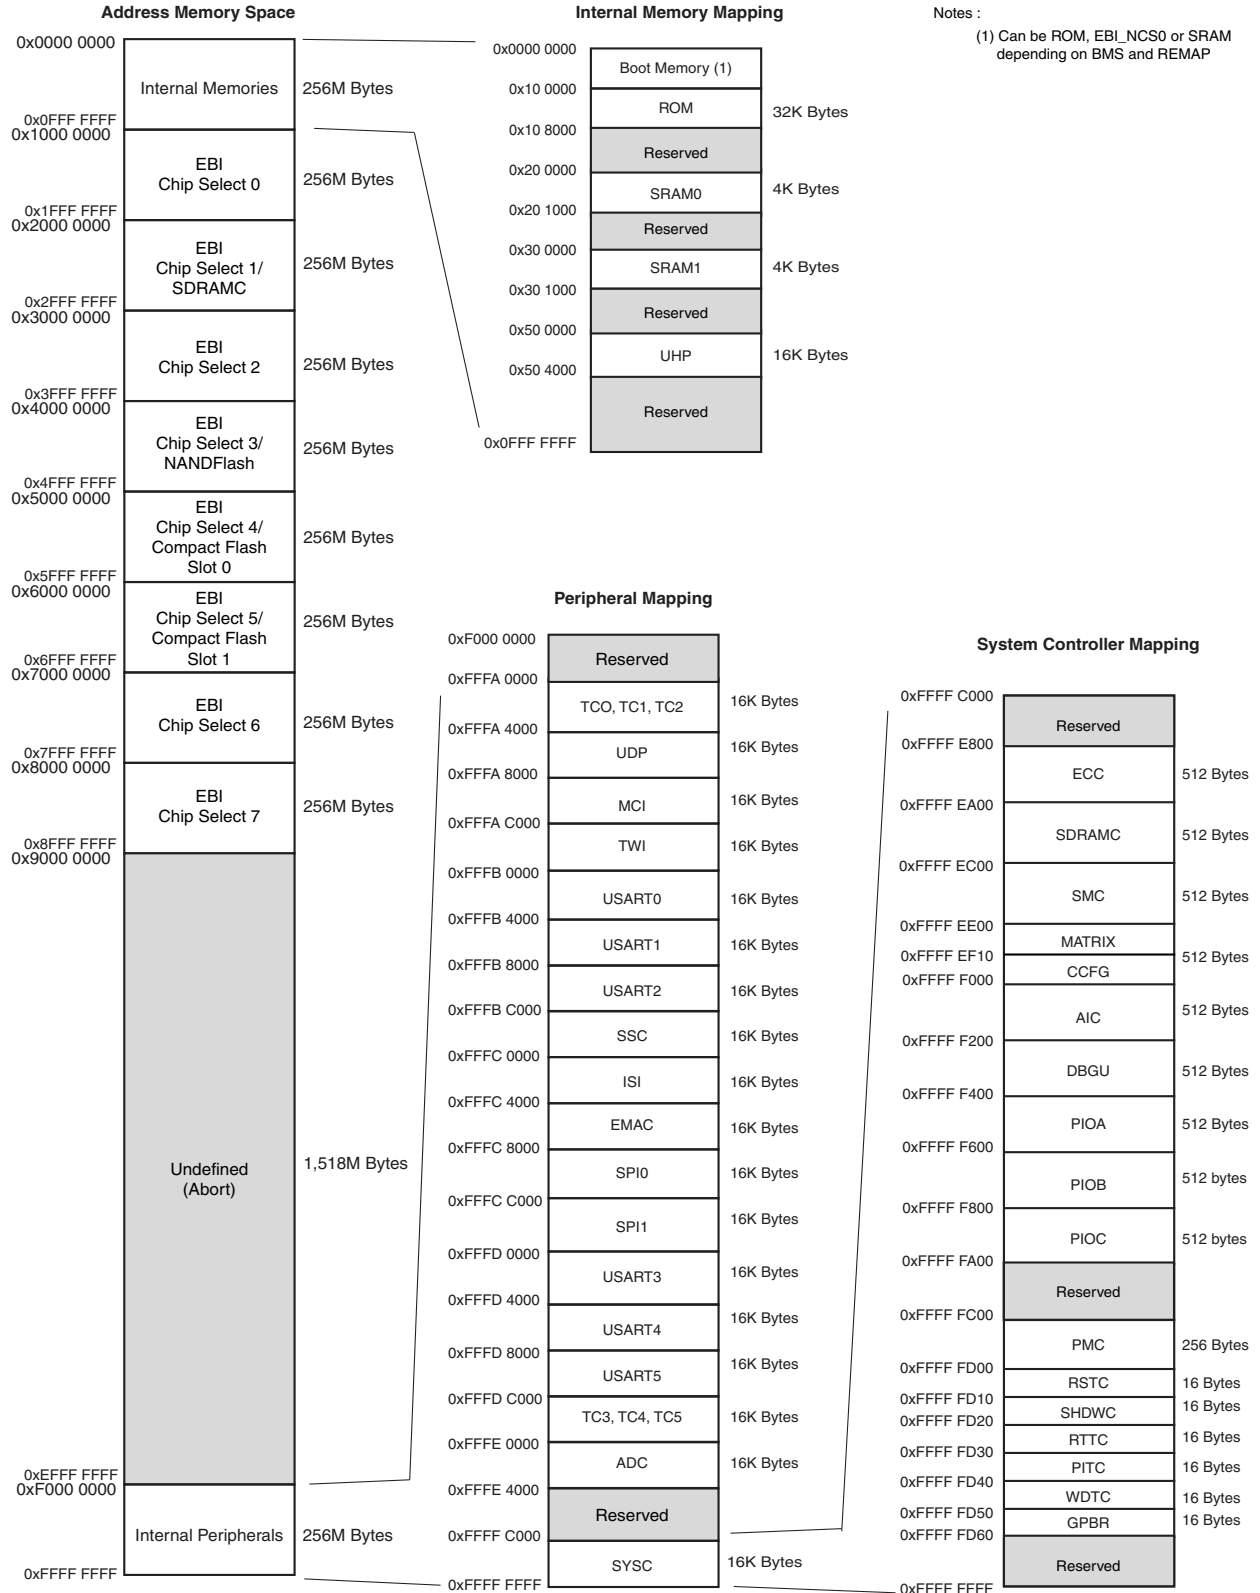 Address Memory Space
0x0000 0000
Internal Memories
256M Bytes
0x0FFF FFFF
0x1000 0000
EBI
Chip Select 0
256M Bytes
0x1FFF FFFF
0x2000 0000
EBI
Chip Select 1/
SDRAMC
256M Bytes
0x2FFF FFFF
0x3000 0000
EBI
Chip Select 2
256M Bytes
0x3FFF FFFF
0x4000 0000
EBI
Chip Select 3/
NANDFlash
256M Bytes
0x4FFF FFFF
0x5000 0000
EBI
Chip Select 4/
Compact Flash
Slot 0
256M Bytes
0x5FFF FFFF
0x6000 0000
EBI
Chip Select 5/
Compact Flash
Slot 1
256M Bytes
0x6FFF FFFF
0x7000 0000
EBI
Chip Select 6
256M Bytes
0x7FFF FFFF
0x8000 0000
EBI
Chip Select 7
256M Bytes
0x8FFF FFFF
0x9000 0000
Undefined
(Abort)
1,518M Bytes
0xEFFF FFFF
0xF000 0000
Internal Peripherals
256M Bytes
0xFFFF FFFF
Internal Memory Mapping
0x0000 0000
Boot Memory (1)
0x10 0000
ROM
32K Bytes
0x10 8000
Reserved
0x20 0000
SRAM0
4K Bytes
0x20 1000
Reserved
0x30 0000
SRAM1
4K Bytes
0x30 1000
Reserved
0x50 0000
UHP
16K Bytes
0x50 4000
Reserved
0x0FFF FFFF
Notes :
(1) Can be ROM, EBI_NCS0 or SRAM
depending on BMS and REMAP
Peripheral Mapping
0xF000 0000
Reserved
0xFFFA 0000
TCO, TC1, TC2
16K Bytes
0xFFFA 4000
UDP
16K Bytes
0xFFFA 8000
MCI
16K Bytes
0xFFFA C000
TWI
16K Bytes
0xFFFB 0000
USART0
16K Bytes
0xFFFB 4000
USART1
16K Bytes
0xFFFB 8000
USART2
16K Bytes
0xFFFB C000
SSC
16K Bytes
0xFFFC 0000
ISI
16K Bytes
0xFFFC 4000
EMAC
16K Bytes
0xFFFC 8000
SPI0
16K Bytes
0xFFFC C000
SPI1
16K Bytes
0xFFFD 0000
USART3
16K Bytes
0xFFFD 4000
USART4
16K Bytes
0xFFFD 8000
USART5
16K Bytes
0xFFFD C000
TC3, TC4, TC5
16K Bytes
0xFFFE 0000
ADC
16K Bytes
0xFFFE 4000
Reserved
0xFFFF C000
SYSC
16K Bytes
0xFFFF FFFF
System Controller Mapping
0xFFFF C000
Reserved
0xFFFF E800
ECC
512 Bytes
0xFFFF EA00
SDRAMC
512 Bytes
0xFFFF EC00
SMC
512 Bytes
0xFFFF EE00
MATRIX
0xFFFF EF10
512 Bytes
CCFG
0xFFFF F000
AIC
512 Bytes
0xFFFF F200
DBGU
512 Bytes
0xFFFF F400
PIOA
512 Bytes
0xFFFF F600
PIOB
512 bytes
0xFFFF F800
PIOC
512 bytes
0xFFFF FA00
Reserved
0xFFFF FC00
PMC
256 Bytes
0xFFFF FD00
RSTC
16 Bytes
0xFFFF FD10
SHDWC
16 Bytes
0xFFFF FD20
RTTC
16 Bytes
0xFFFF FD30
PITC
16 Bytes
0xFFFF FD40
WDTC
16 Bytes
0xFFFF FD50
GPBR
16 Bytes
0xFFFF FD60
Reserved
0xFFFF FFFF